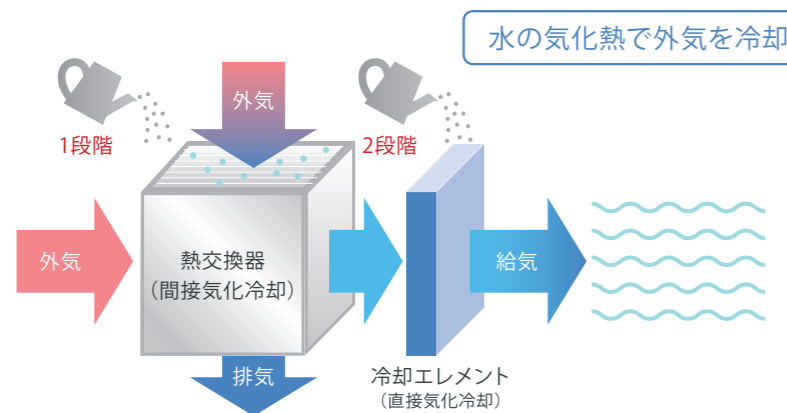 水の気化熱で外気を冷却
外気
1段階
2段階
外気
熱交換器
（間接気化冷却）
給気
排気
冷却エレメント
（直接気化冷却）